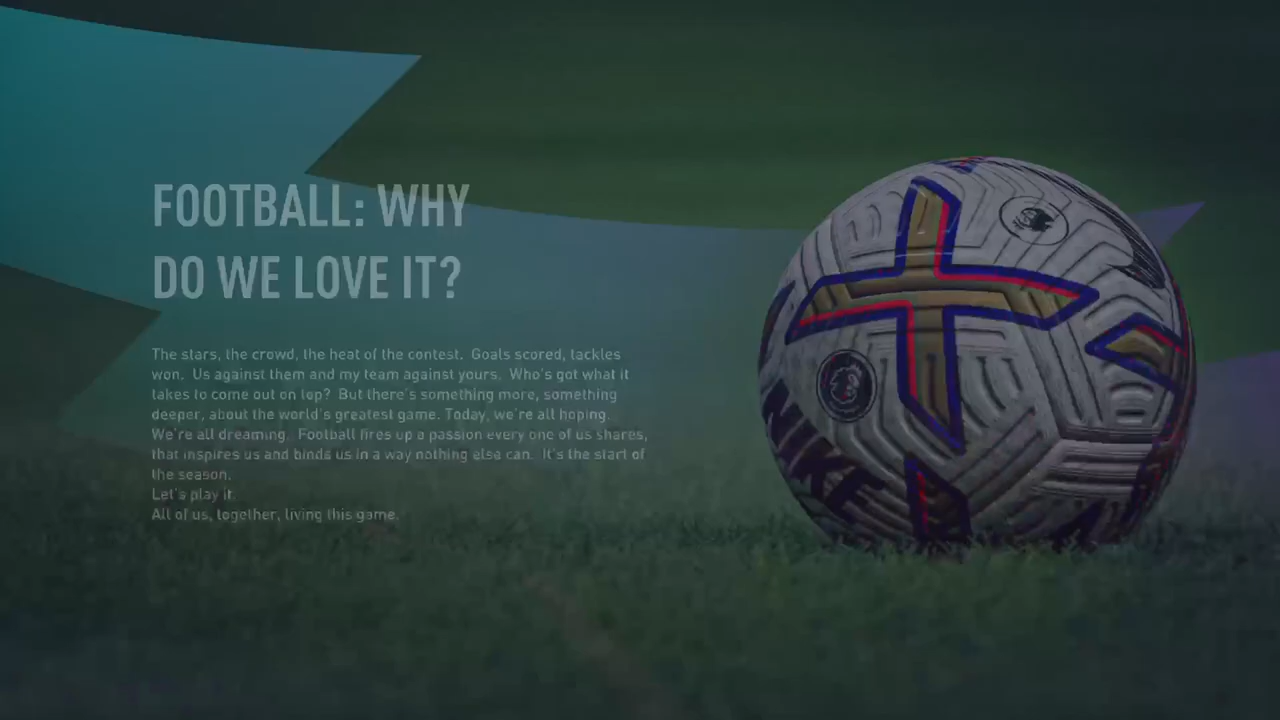 FOOTBALL: WHY
DO WE LOVE IT?
The stars, the crowd, the heat of the contest.  Goals scored, tackles
won.  Us against them and my team against yours.  Who's got what it
takes to come out on top?  But there's something more, something
deeper, about the world's greatest game. Today, we're all hoping.
We're all dreaming.  Football fires up a passion every one of us shares,
that inspires us and binds us in a way nothing else can.  It's the start of
the season.
Let's play it.
All of us, together, living this game.
NIKE